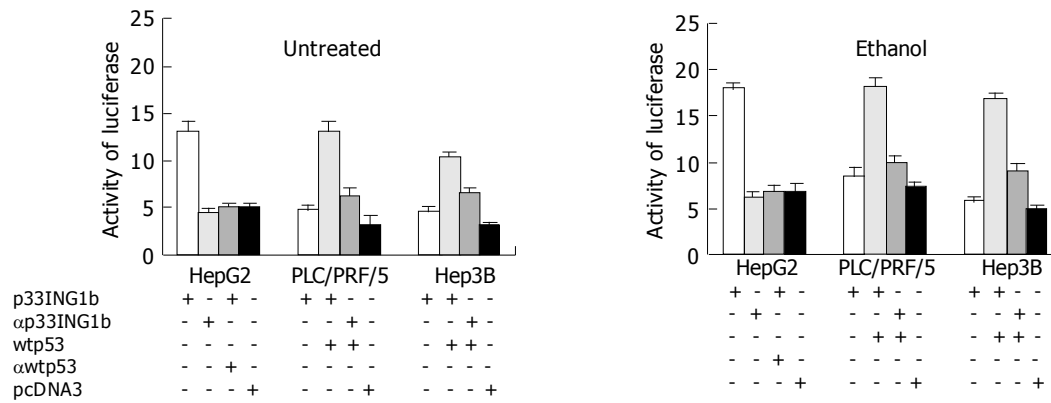 25
20
15
10
5
0
Activity of luciferase
Untreated
HepG2 PLC/PRF/5 Hep3B
p33ING1b + - + - + + - - + + - -
αp33ING1b - + - - - - + - - - + -
wtp53 - - - - - + + - - + + -
αwtp53 - - + - - - - - - - - -
pcDNA3 - - - + - - - + - - - +
25
20
15
10
5
0
Activity of luciferase
Ethanol
HepG2 PLC/PRF/5 Hep3B
+ - - - + + - - + + - -
- + - - - - + - - - + -
- - - - - + + - - + + -
- - + - - - - - - - - -
- - - + - - - + - - - +